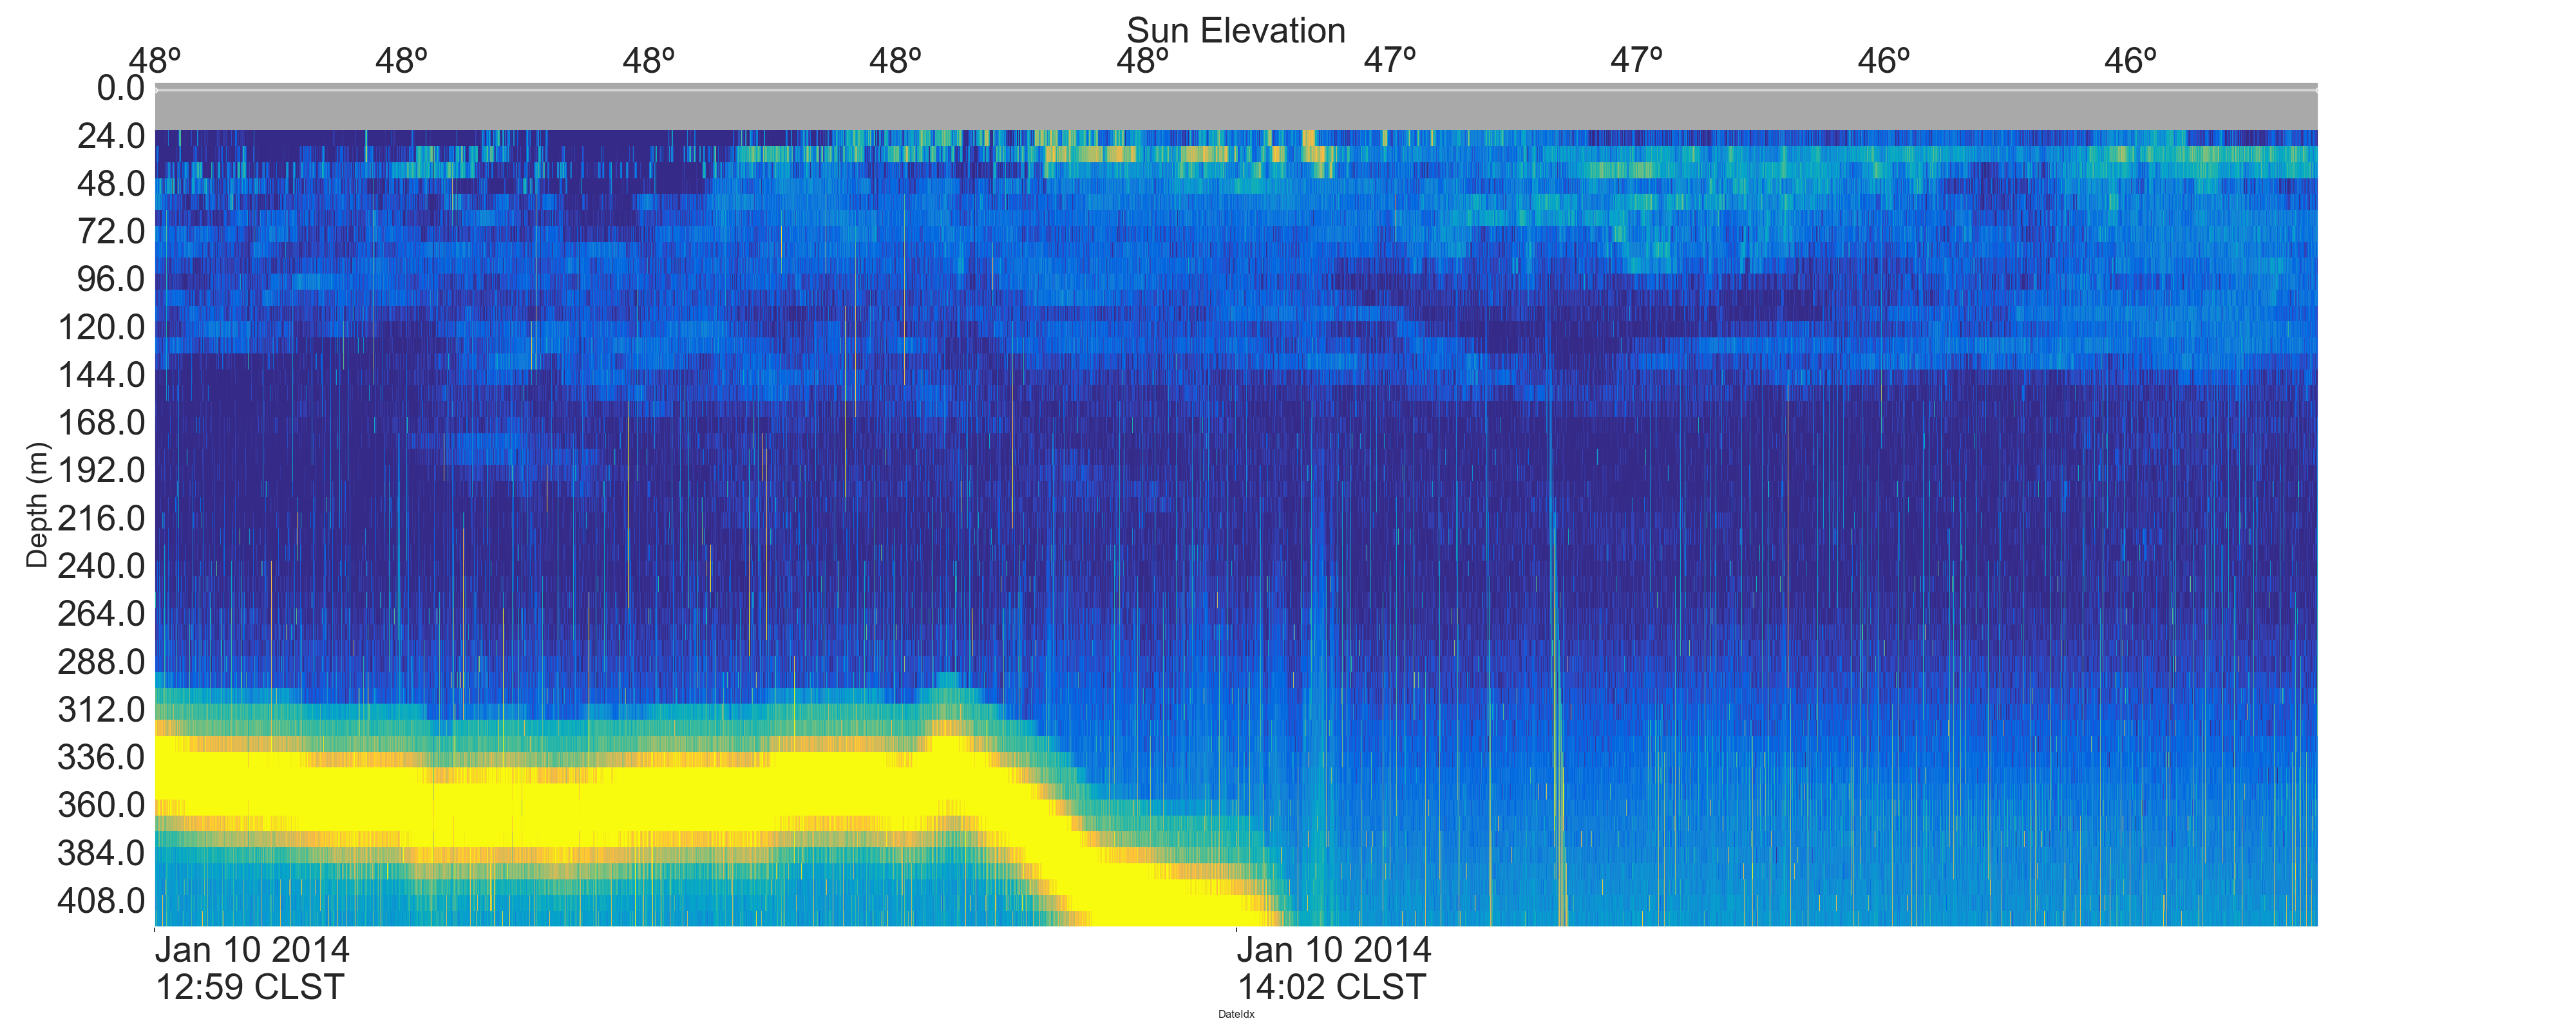 Sun Elevation
48º 48º 48º 48º 48º 47º 47º 46º 46º
0.0
24.0
48.0
72.0
96.0
120.0
144.0
168.0
192.0
216.0
240.0
264.0
288.0
312.0
336.0
360.0
384.0
408.0
Depth (m)
Jan 10 2014
12:59 CLST
Jan 10 2014
14:02 CLST
DateIdx